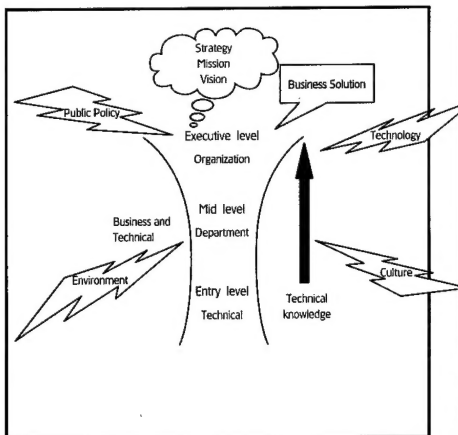 Strategy
Mission
Vision
Business Solution
Public Policy
Executive level
Organization
Technology
Mid level
Department
Business and
Technical
Environment
Entry level
Technical
Technical
knowledge
Culture